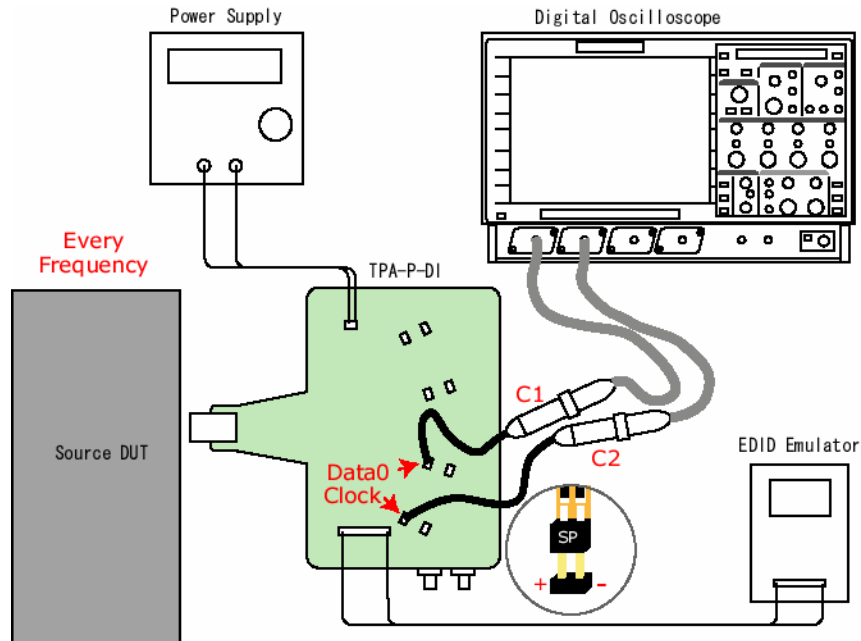 Power Supply
Digital Oscilloscope
Every
Frequency
TPA-P-DI
C1
C2
Source DUT
Data0
Clock
EDID Emulator
SP
+ -